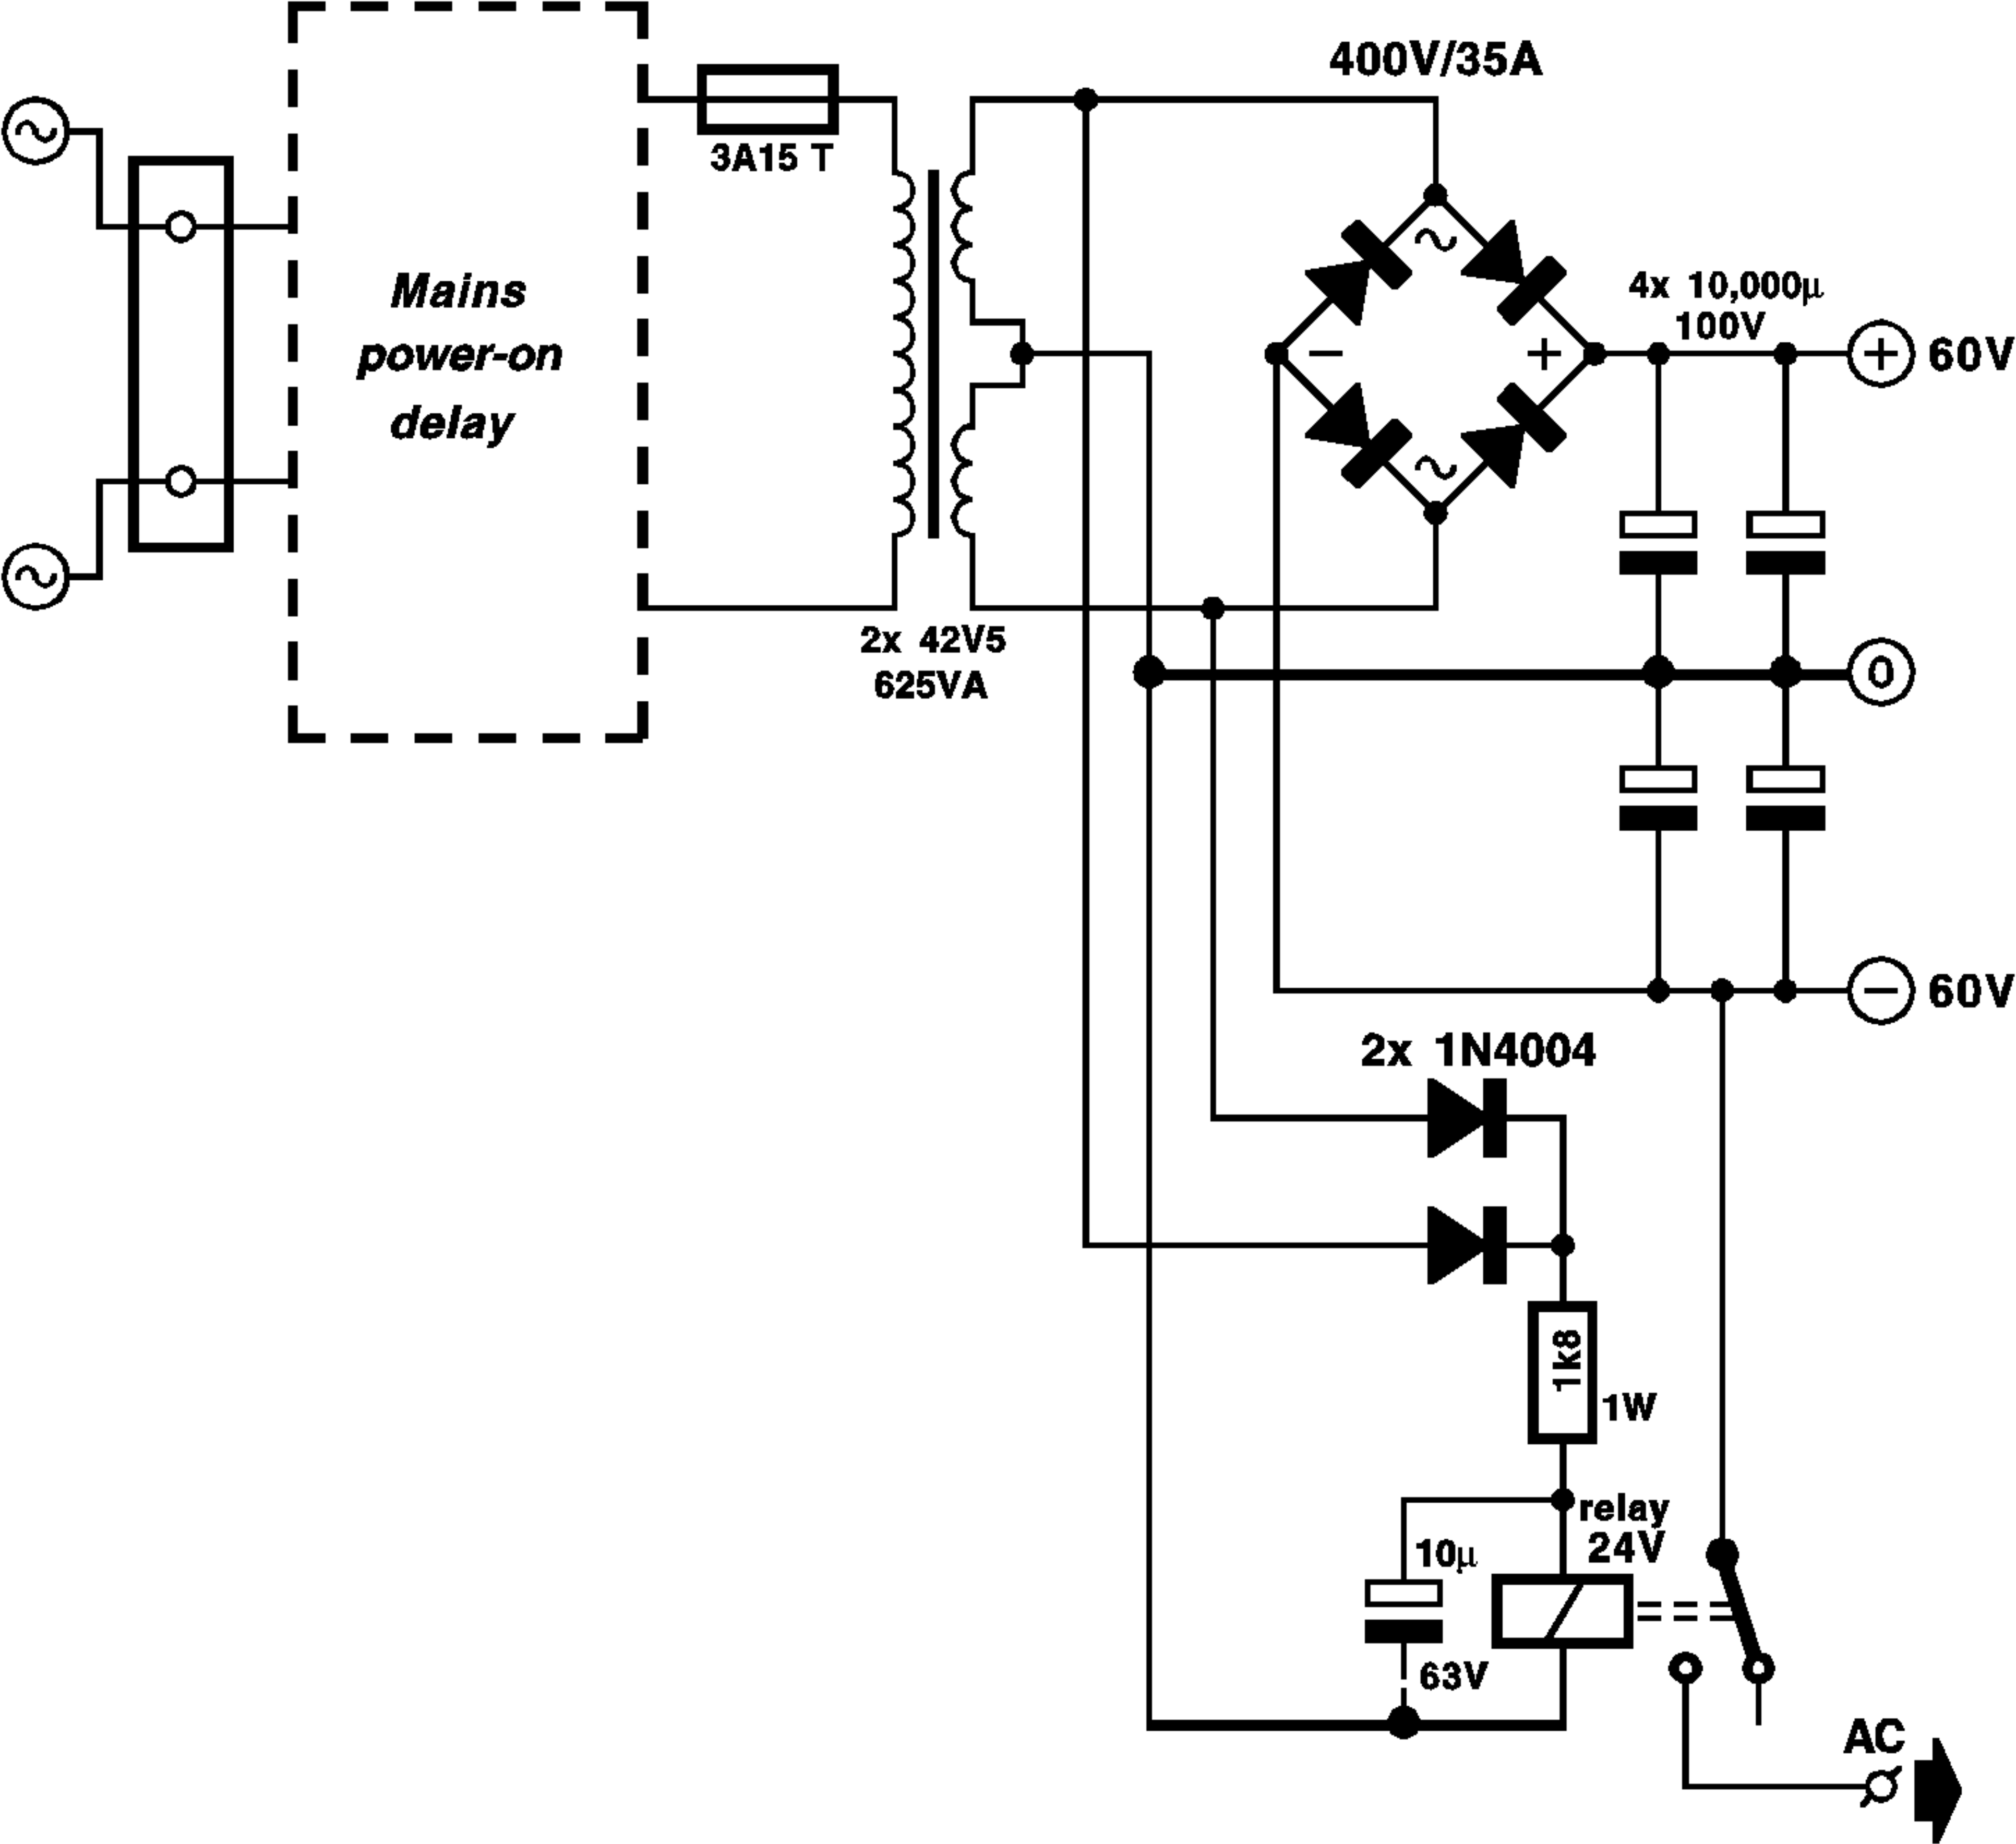 400V/35A
3A15 T
Mains
power-on
delay
4x 10,000µ
100V
− +
+ 60V
2x 42V5
625VA
0
− 60V
2x 1N4004
1k8
1W
relay
24V
10µ
63V
AC